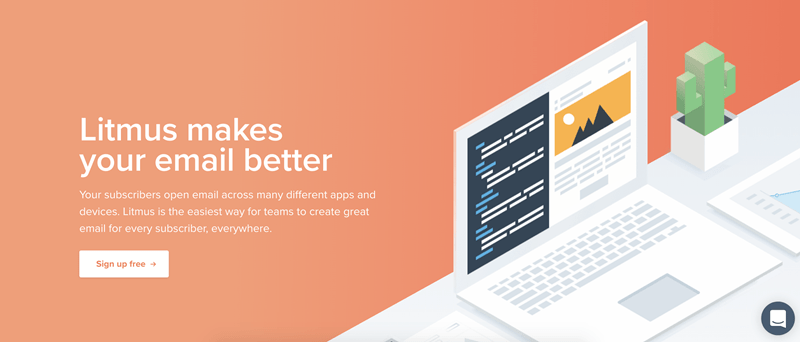 Litmus makes
your email better
Your subscribers open email across many different apps and
devices. Litmus is the easiest way for teams to create great
email for every subscriber, everywhere.
Sign up free →